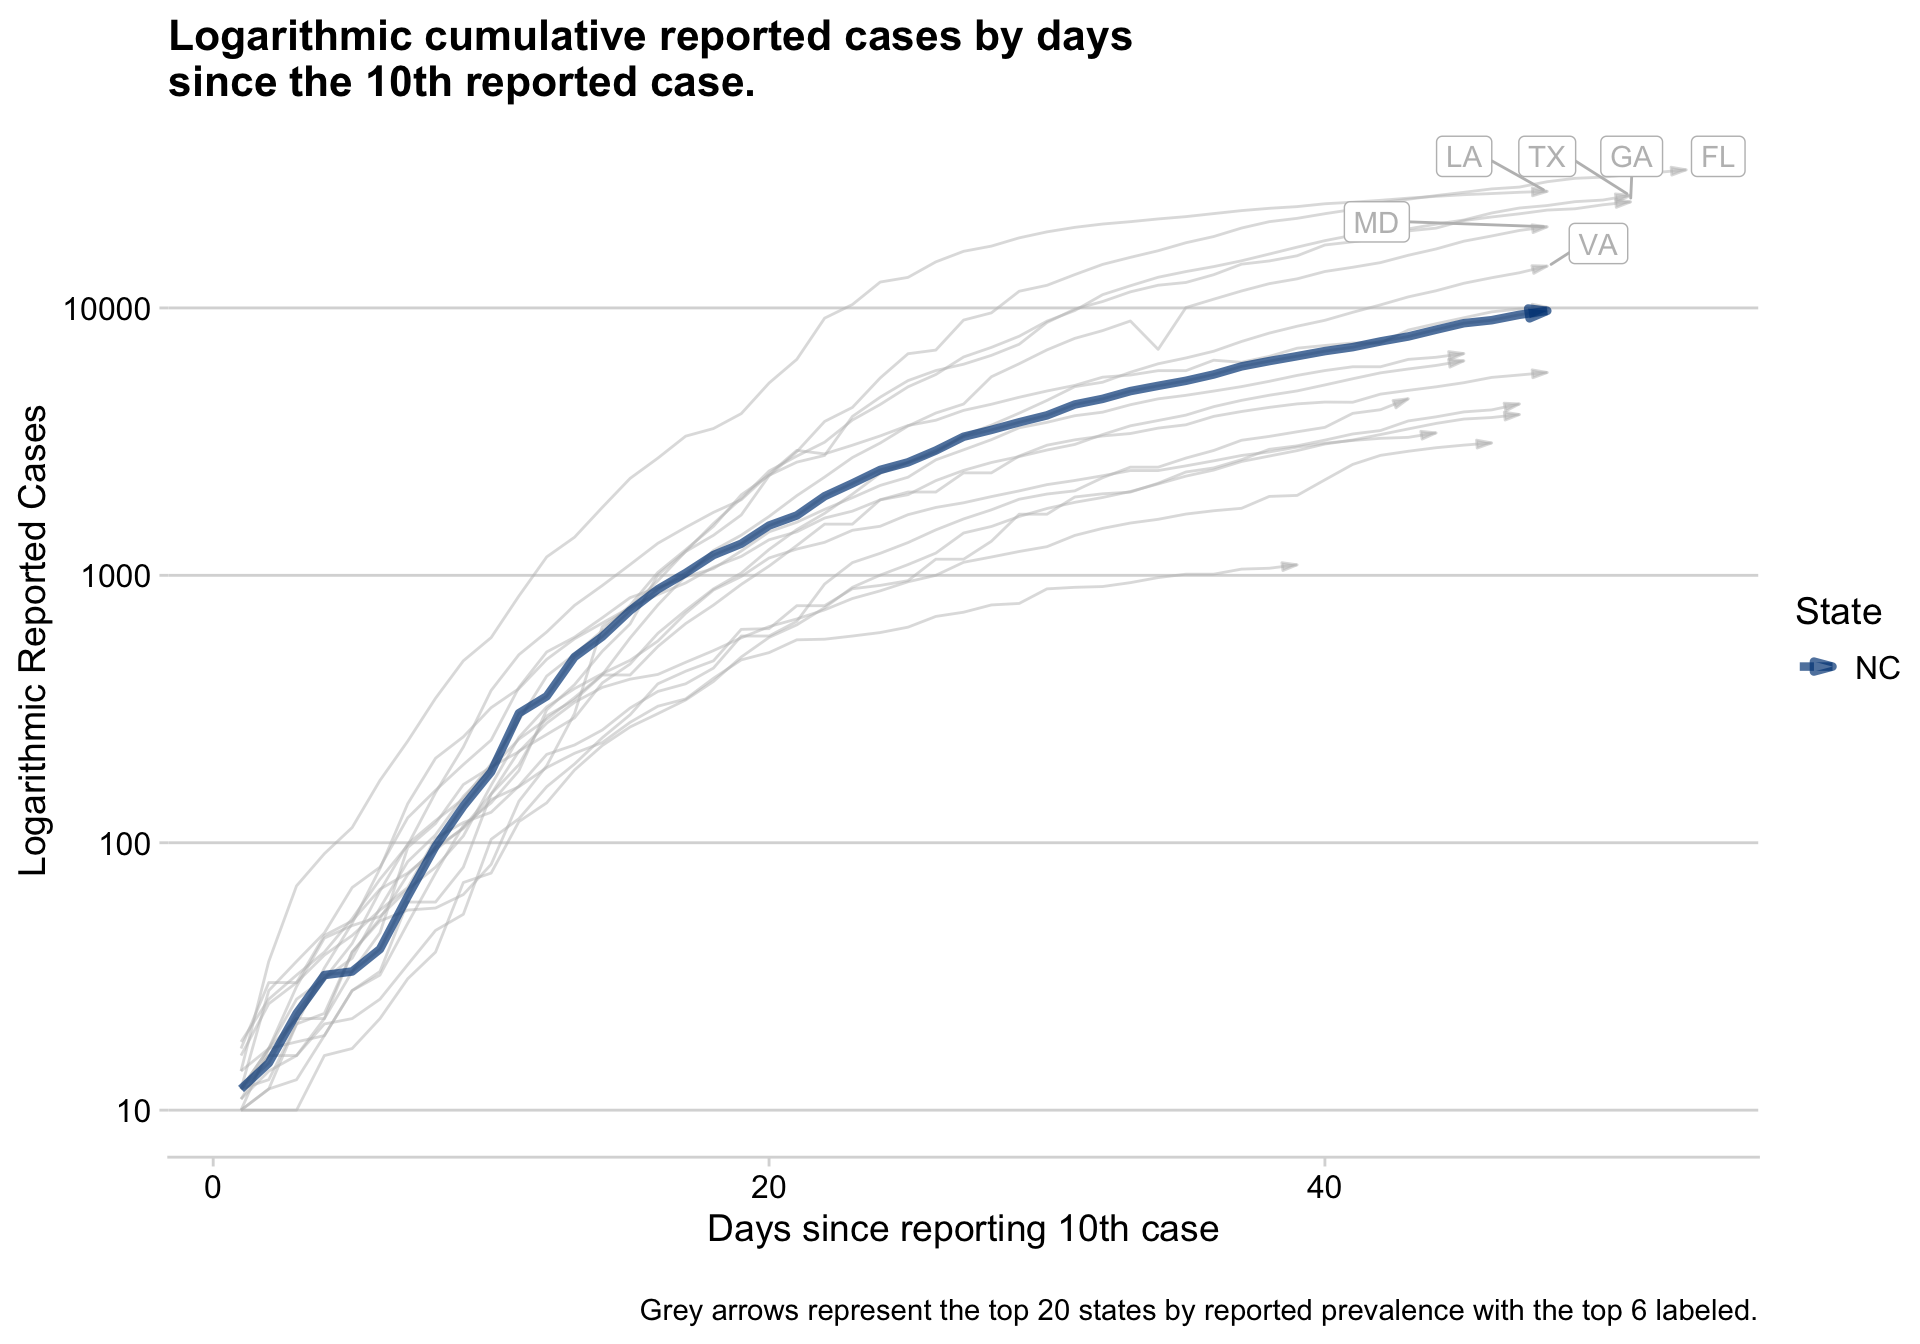 Logarithmic cumulative reported cases by days
since the 10th reported case.
LA TX GA FL
MD
VA
10000
1000
100
10
Logarithmic Reported Cases
State
NC
0 20 40
Days since reporting 10th case
Grey arrows represent the top 20 states by reported prevalence with the top 6 labeled.